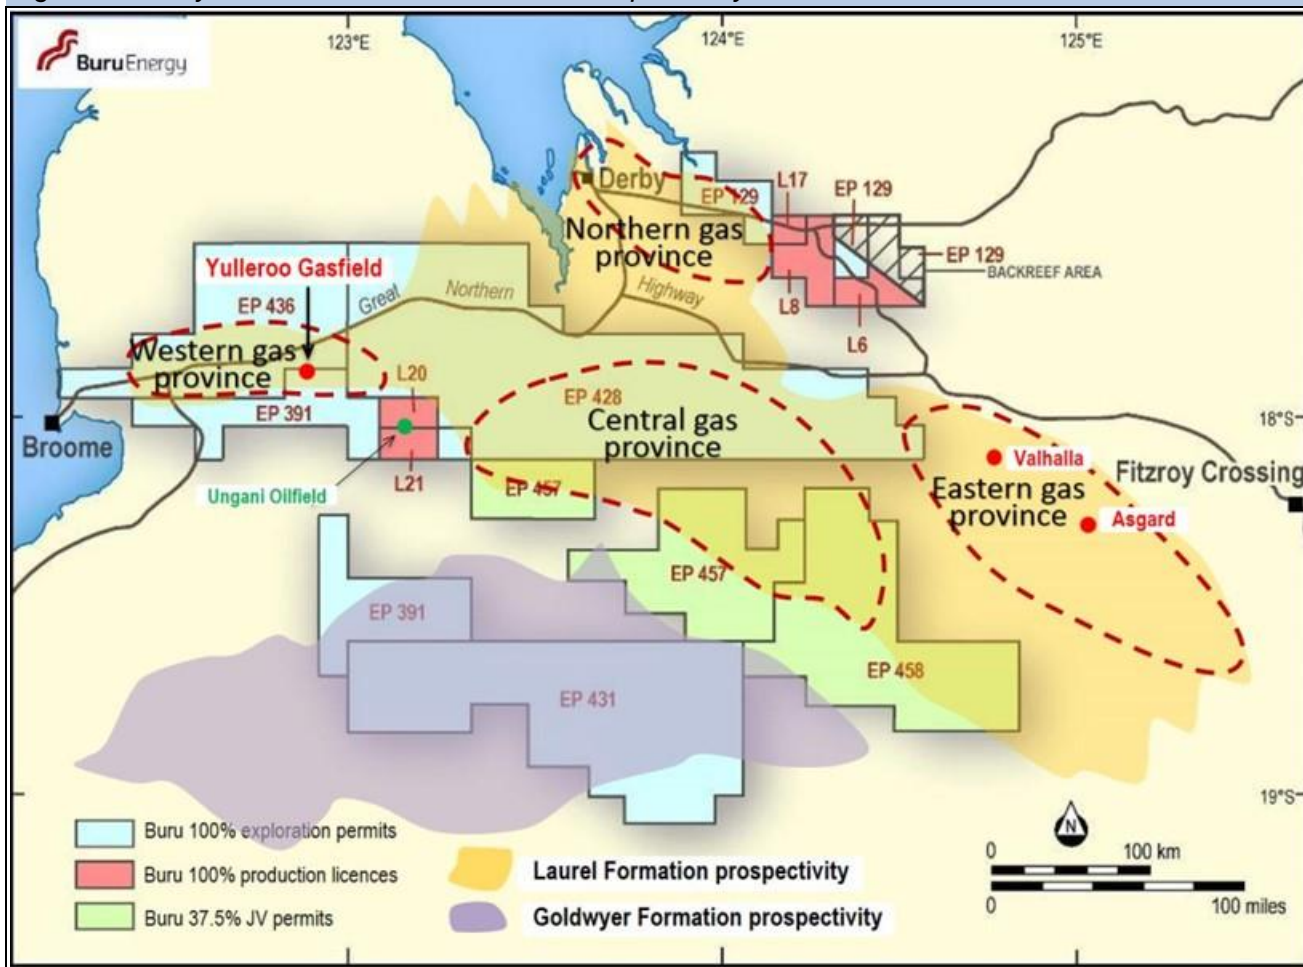 BuruEnergy
123°E
124°E
125°E
Derby
EP 129
L17
EP 129
EP 129
BACKREEF AREA
Northern gas
province
L8
L6
Yulleroo Gasfield
EP 436
Great
Northern
Highway
Western gas
province
L20
EP 391
EP 428
Central gas
province
18°S
Broome
Ungani Oilfield
L21
EP 457
Valhalla
Fitzroy Crossing
Eastern gas
province
Asgard
EP 457
EP 391
EP 458
EP 431
19°S
N
Buru 100% exploration permits
Buru 100% production licences
Buru 37.5% JV permits
Laurel Formation prospectivity
Goldwyer Formation prospectivity
0
100 km
0
100 miles